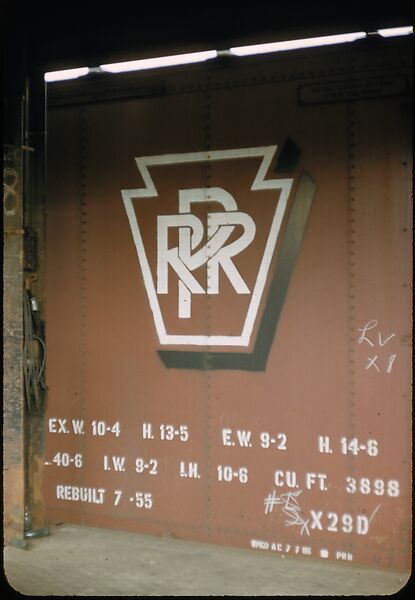 PRR
EX. W. 10-4 H. 13-5 E.W. 9-2 H. 14-6
40-6 I.W. 9-2 I.H. 10-6 CU. FT. 3898
REBUILT 7-55
X29D
PRR
LV
X8